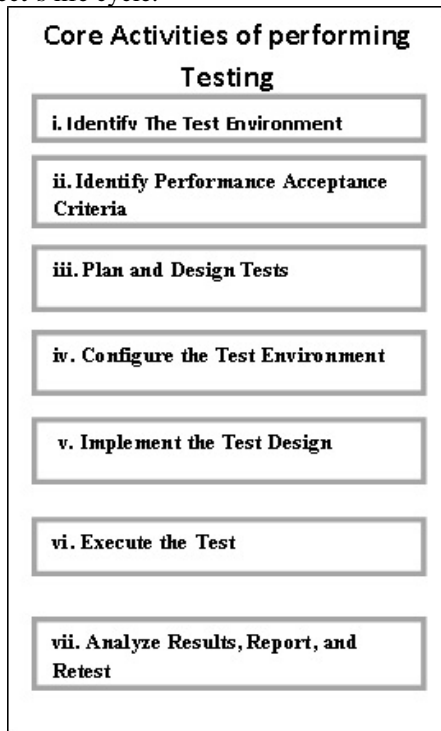 Core Activities of performing
Testing
i. Identify The Test Environment
ii. Identify Performance Acceptance
Criteria
iii. Plan and Design Tests
iv. Configure the Test Environment
v. Implement the Test Design
vi. Execute the Test
vii. Analyze Results, Report, and
Retest